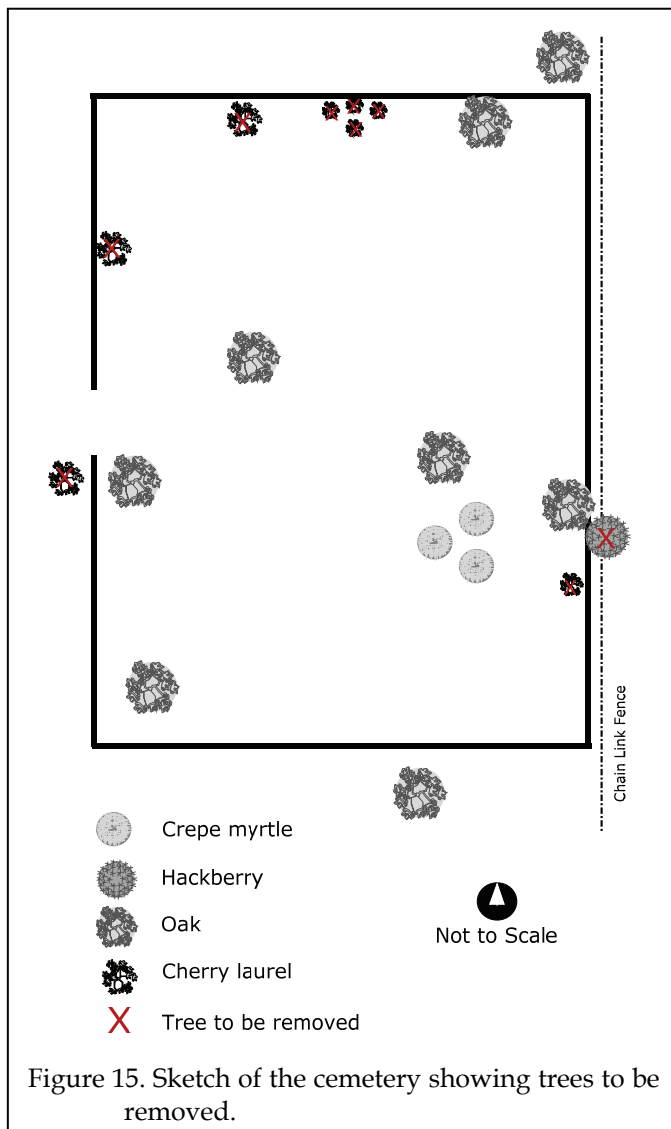 Chain Link Fence
Crepe myrtle
Hackberry
Oak
Cherry laurel
Tree to be removed
Not to Scale
Figure 15. Sketch of the cemetery showing trees to be
removed.